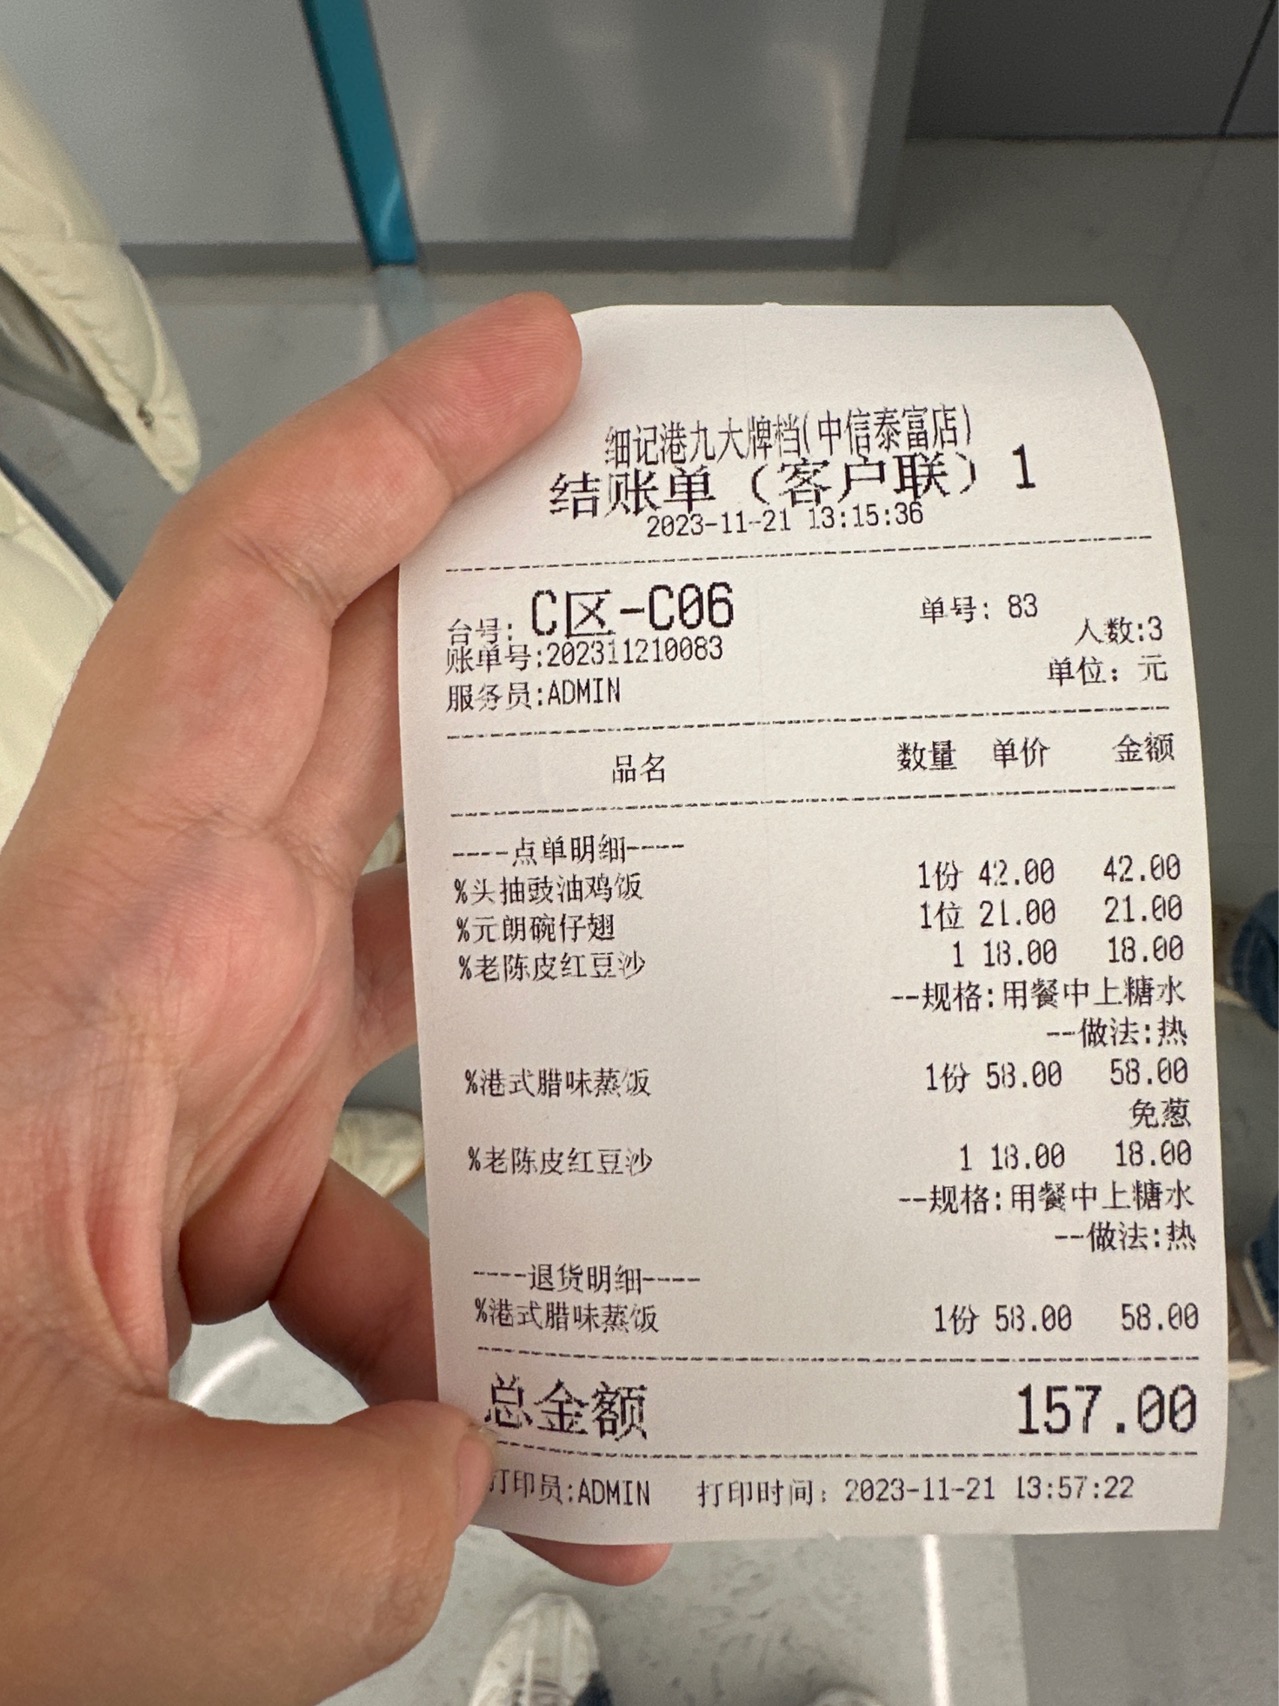 细记港九大牌档(中信泰富店)
结账单（客户联）1
2023-11-21 13:15:36
台号: C区-C06 单号: 83
人数:3
账单号:202311210083
单位: 元
服务员:ADMIN
品名 数量 单价 金额
----点单明细----
%头抽豉油鸡饭 1份 42.00 42.00
%元朗碗仔翅 1位 21.00 21.00
%老陈皮红豆沙 1 18.00 18.00
--规格:用餐中上糖水
--做法:热
%港式腊味蒸饭 1份 58.00 58.00
免葱
%老陈皮红豆沙 1 18.00 18.00
--规格:用餐中上糖水
--做法:热
----退货明细----
%港式腊味蒸饭 1份 58.00 58.00
总金额 157.00
打印员:ADMIN 打印时间: 2023-11-21 13:57:22